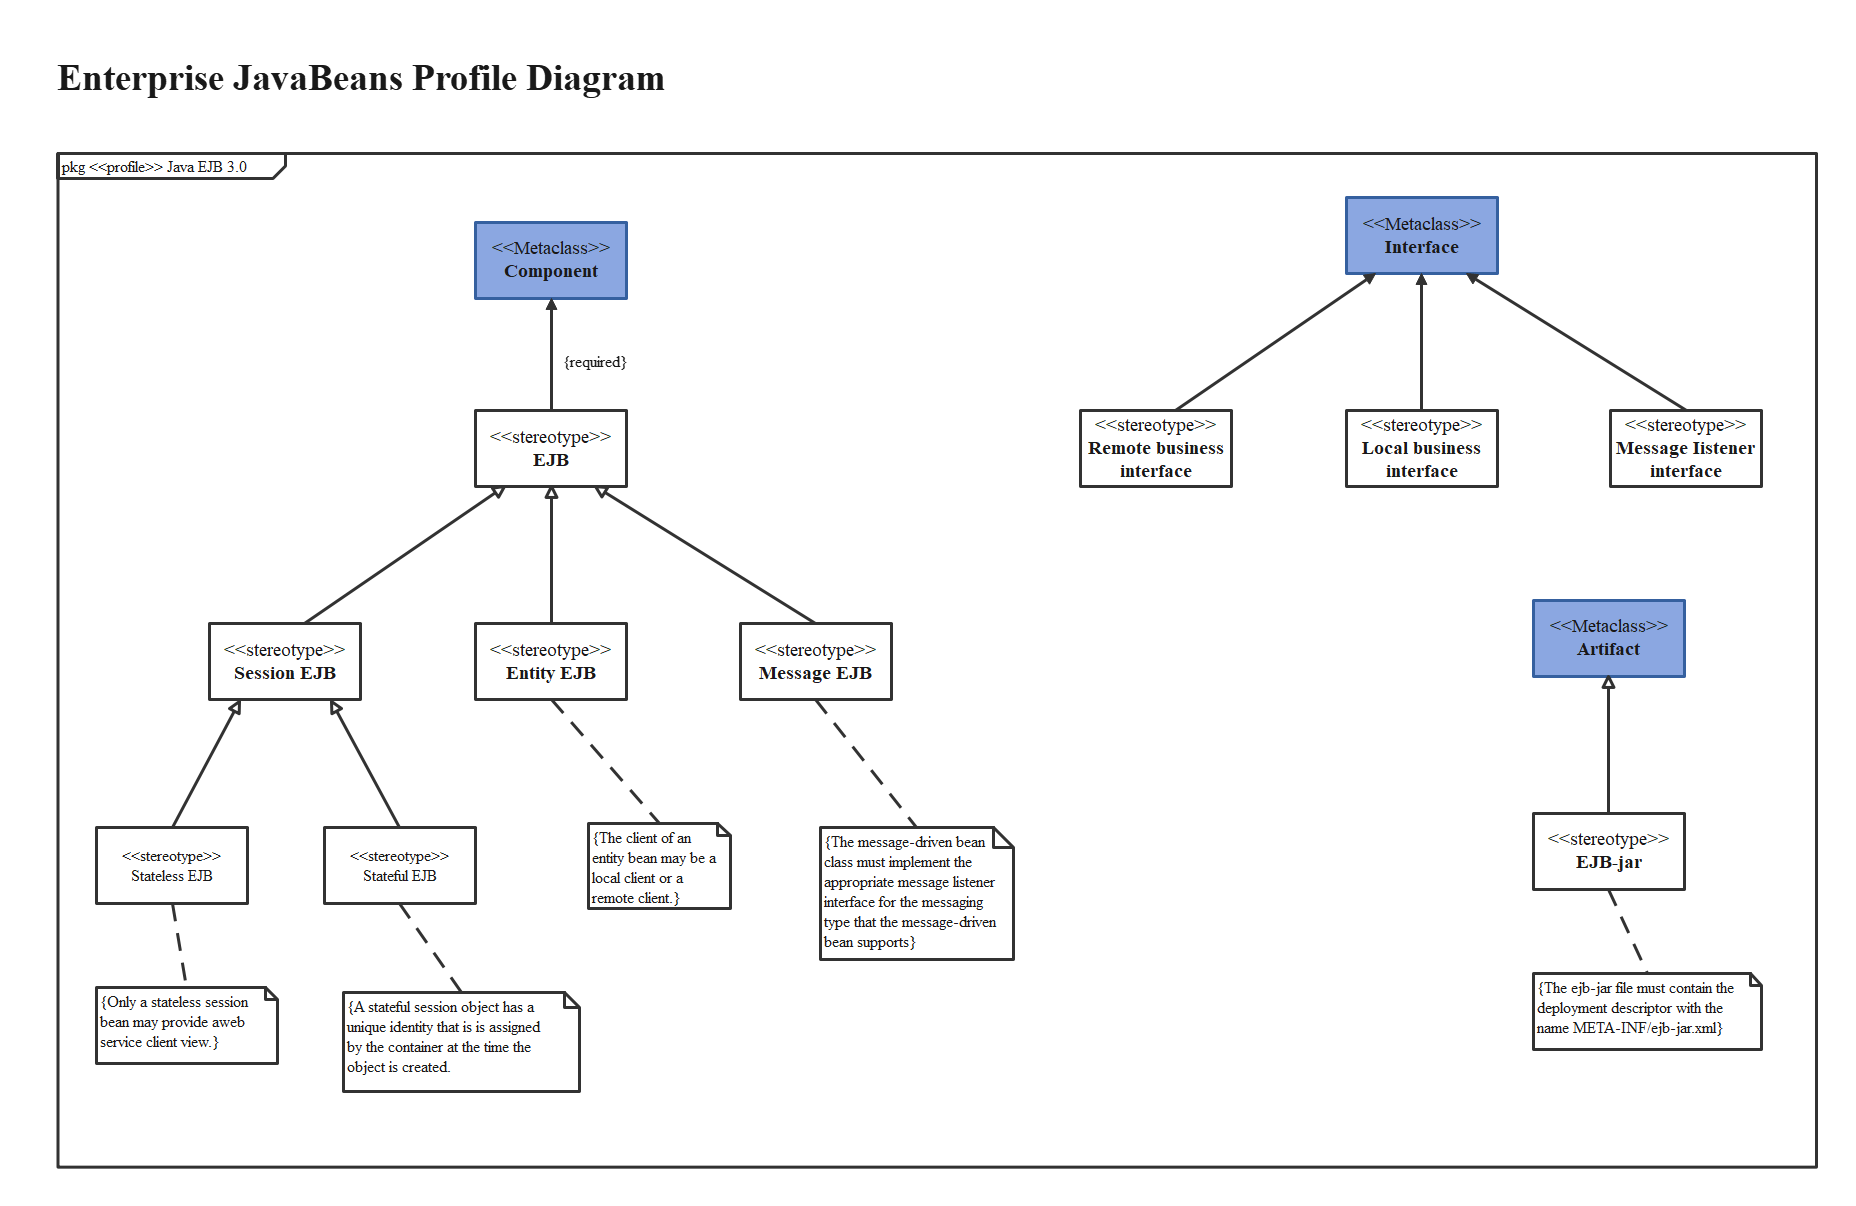 Enterprise JavaBeans Profile Diagram
pkg <<profile>> Java EJB 3.0
<<Metaclass>>
Component
{required}
<<stereotype>>
EJB
<<stereotype>>
Session EJB
<<stereotype>>
Entity EJB
<<stereotype>>
Message EJB
<<stereotype>>
Stateless EJB
<<stereotype>>
Stateful EJB
{The client of an
entity bean may be a
local client or a
remote client.}
{The message-driven bean
class must implement the
appropriate message listener
interface for the messaging
type that the message-driven
bean supports}
{Only a stateless session
bean may provide aweb
service client view.}
{A stateful session object has a
unique identity that is is assigned
by the container at the time the
object is created.
<<Metaclass>>
Interface
<<stereotype>>
Remote business
interface
<<stereotype>>
Local business
interface
<<stereotype>>
Message Iistener
interface
<<Metaclass>>
Artifact
<<stereotype>>
EJB-jar
{The ejb-jar file must contain the
deployment descriptor with the
name META-INF/ejb-jar.xml}